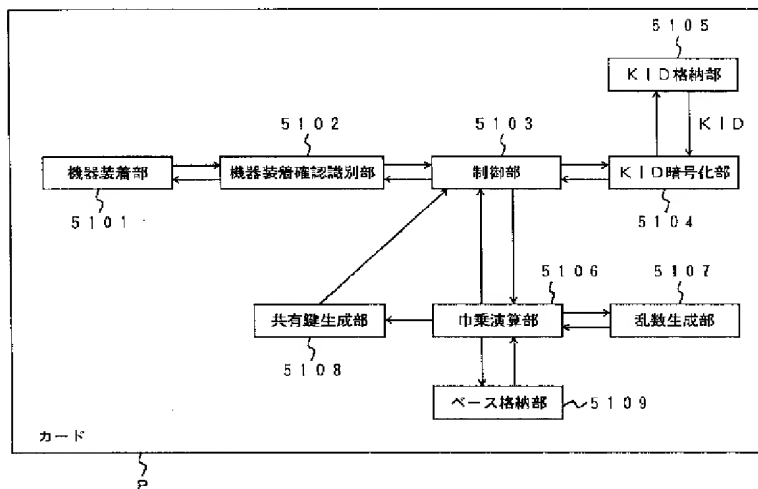 5105
KID格納部
KID
5102
5103
機器装着部
機器装着確認識別部
制御部
KID暗号化部
5101
5104
5106
5107
共有鍵生成部
巾乗演算部
乱数生成部
5108
ベース格納部
5109
カード
2